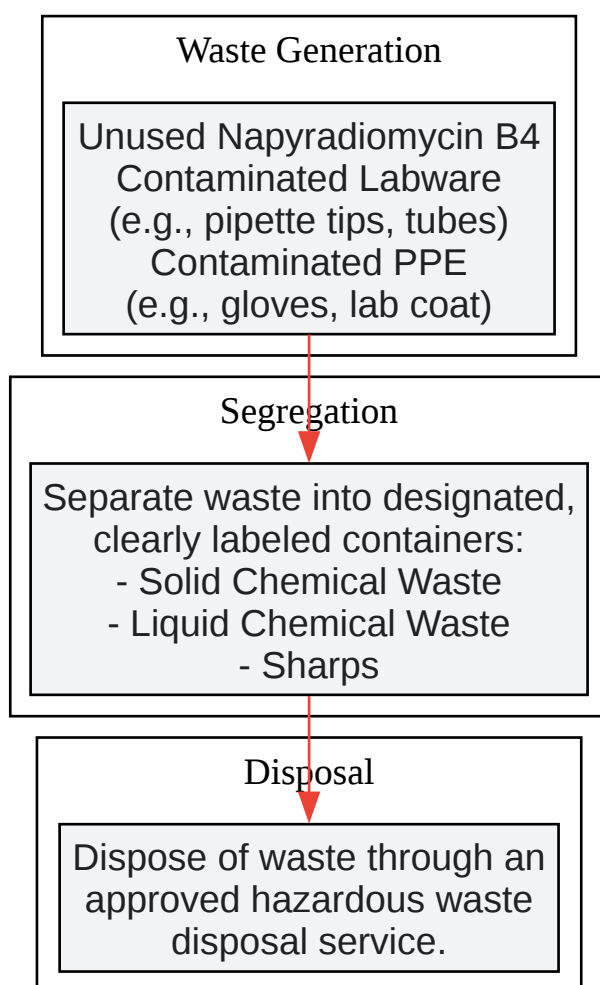 Waste Generation
Unused Napyradiomycin B4
Contaminated Labware
(e.g., pipette tips, tubes)
Contaminated PPE
(e.g., gloves, lab coat)
Segregation
Separate waste into designated,
clearly labeled containers:
- Solid Chemical Waste
- Liquid Chemical Waste
- Sharps
Disposal
Dispose of waste through an
approved hazardous waste
disposal service.